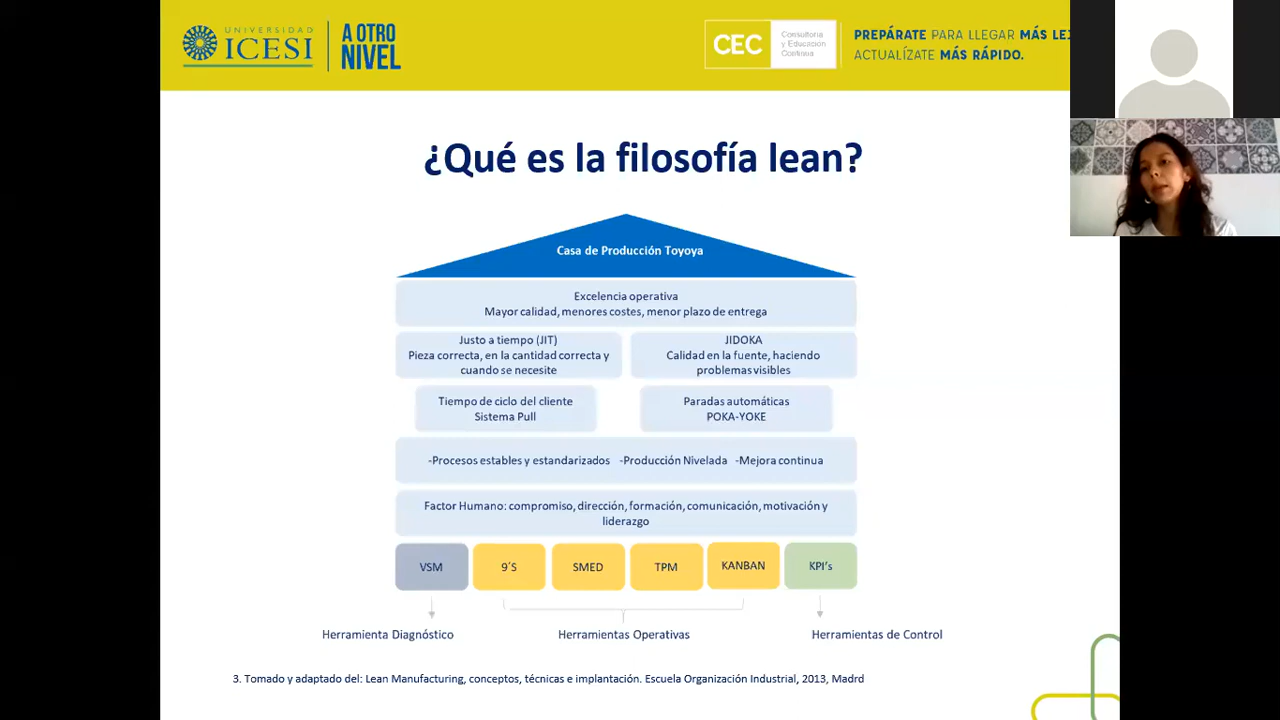 UNIVERSIDAD
ICESI
A OTRO
NIVEL
CEC
Consultoría
y Educación
Continua
PREPÁRATE PARA LLEGAR MÁS
ACTUALÍZATE MÁS RÁPIDO.
¿Qué es la filosofía lean?
Casa de Producción Toyoya
Excelencia operativa
Mayor calidad, menores costes, menor plazo de entrega
Justo a tiempo (JIT)
Pieza correcta, en la cantidad correcta y
cuando se necesite
JIDOKA
Calidad en la fuente, haciendo
problemas visibles
Tiempo de ciclo del cliente
Sistema Pull
Paradas automáticas
POKA-YOKE
-Procesos estables y estandarizados -Producción Nivelada -Mejora continua
Factor Humano: compromiso, dirección, formación, comunicación, motivación y
liderazgo
VSM
9´S
SMED
TPM
KANBAN
KPI's
Herramienta Diagnóstico
Herramientas Operativas
Herramientas de Control
3. Tomado y adaptado del: Lean Manufacturing, conceptos, técnicas e implantación. Escuela Organización Industrial, 2013, Madrd